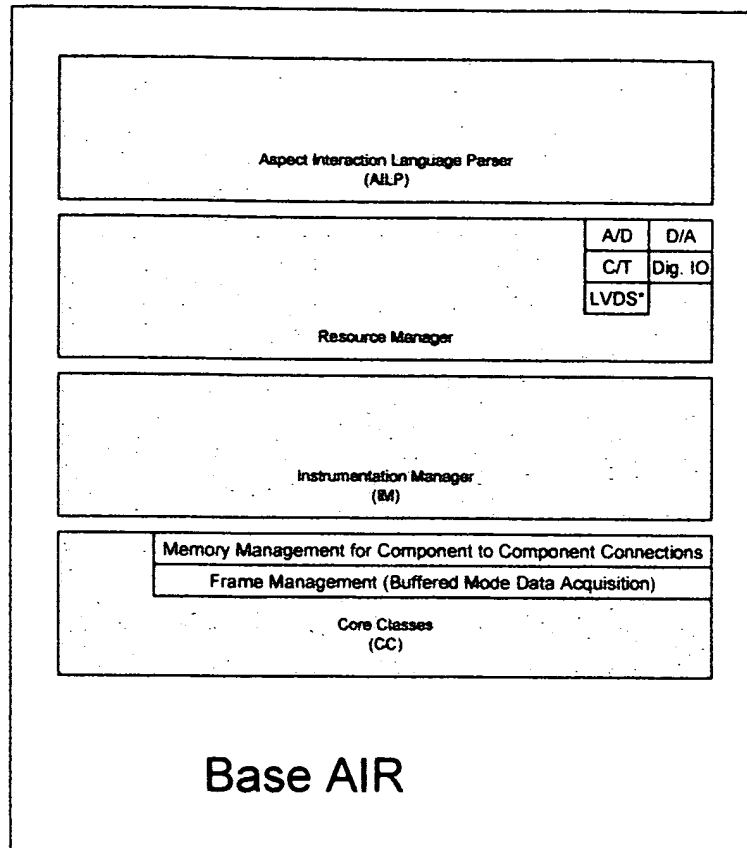 Aspect Interaction Language Parser
(AILP)
A/D D/A
C/T Dig. IO
LVDS*
Resource Manager
Instrumentation Manager
(IM)
Memory Management for Component to Component Connections
Frame Management (Buffered Mode Data Acquisition)
Core Classes
(CC)
Base AIR